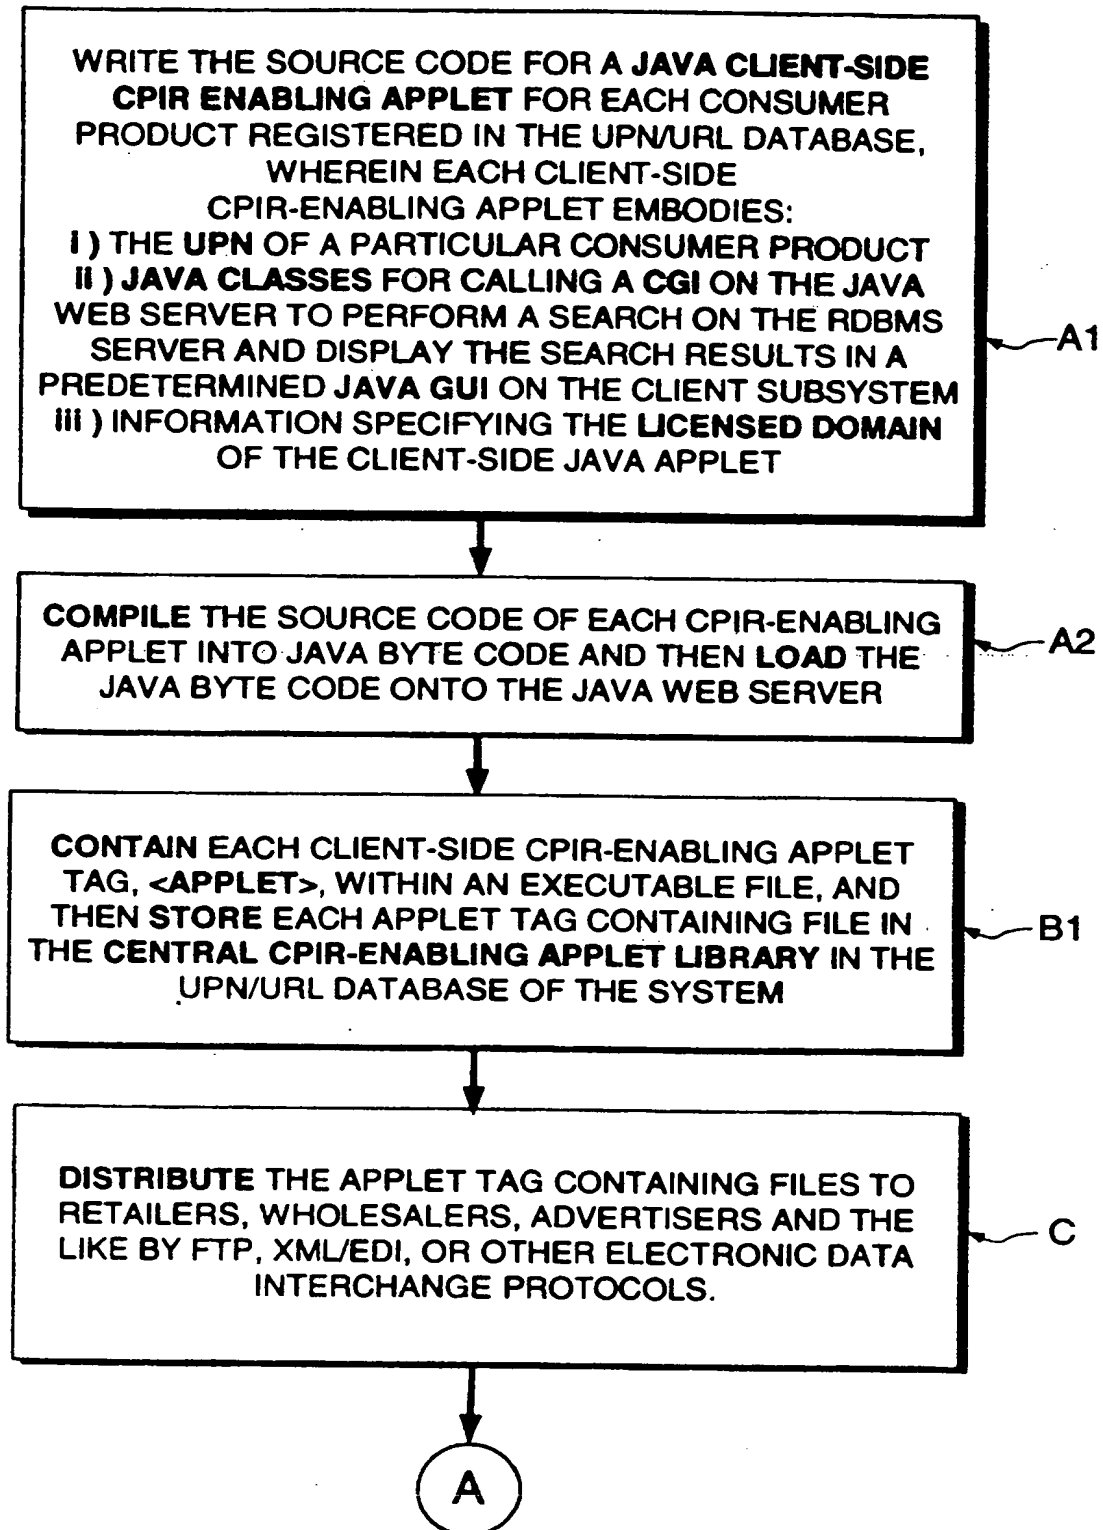 WRITE THE SOURCE CODE FOR A JAVA CLIENT-SIDE
CPIR ENABLING APPLET FOR EACH CONSUMER
PRODUCT REGISTERED IN THE UPN/URL DATABASE,
WHEREIN EACH CLIENT-SIDE
CPIR-ENABLING APPLET EMBODIES:
i ) THE UPN OF A PARTICULAR CONSUMER PRODUCT
ii ) JAVA CLASSES FOR CALLING A CGI ON THE JAVA
WEB SERVER TO PERFORM A SEARCH ON THE RDBMS
SERVER AND DISPLAY THE SEARCH RESULTS IN A
PREDETERMINED JAVA GUI ON THE CLIENT SUBSYSTEM
iii ) INFORMATION SPECIFYING THE LICENSED DOMAIN
OF THE CLIENT-SIDE JAVA APPLET
A1
COMPILE THE SOURCE CODE OF EACH CPIR-ENABLING
APPLET INTO JAVA BYTE CODE AND THEN LOAD THE
JAVA BYTE CODE ONTO THE JAVA WEB SERVER
A2
CONTAIN EACH CLIENT-SIDE CPIR-ENABLING APPLET
TAG, <APPLET>, WITHIN AN EXECUTABLE FILE, AND
THEN STORE EACH APPLET TAG CONTAINING FILE IN
THE CENTRAL CPIR-ENABLING APPLET LIBRARY IN THE
UPN/URL DATABASE OF THE SYSTEM
B1
DISTRIBUTE THE APPLET TAG CONTAINING FILES TO
RETAILERS, WHOLESALERS, ADVERTISERS AND THE
LIKE BY FTP, XML/EDI, OR OTHER ELECTRONIC DATA
INTERCHANGE PROTOCOLS.
C
A